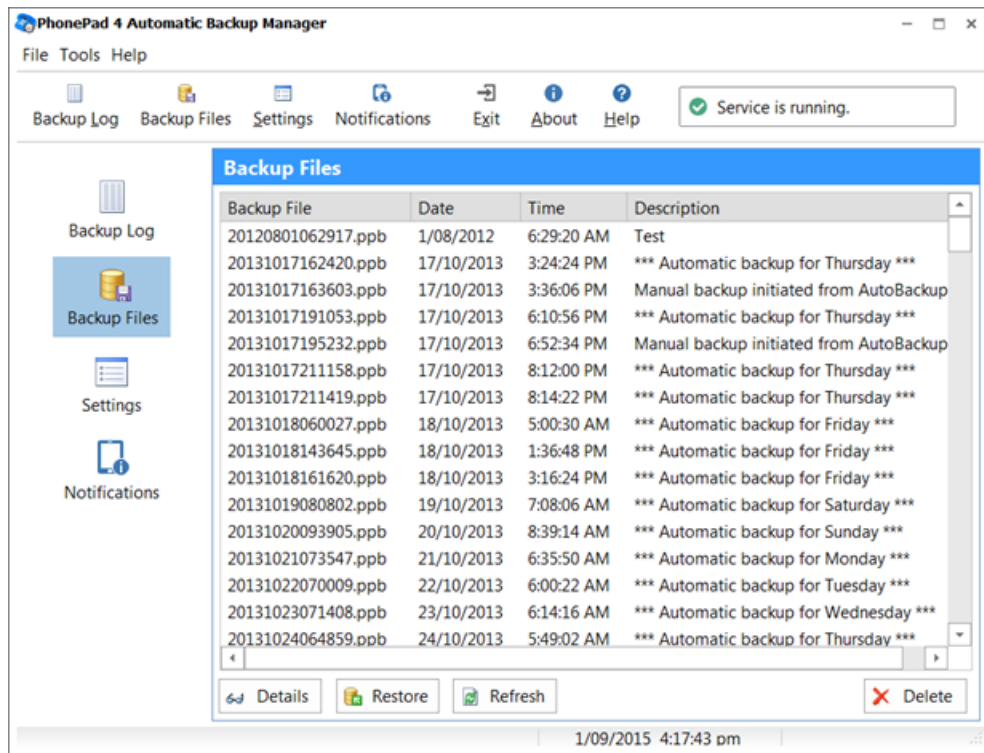 PhonePad 4 Automatic Backup Manager
File Tools Help
Backup Log Backup Files Settings Notifications Exit About Help Service is running.
Backup Files
Backup Log
Backup Files
Settings
Notifications
Backup File Date Time Description
20120801062917.ppb 1/08/2012 6:29:20 AM Test
20131017162420.ppb 17/10/2013 3:24:24 PM *** Automatic backup for Thursday ***
20131017163603.ppb 17/10/2013 3:36:06 PM Manual backup initiated from AutoBackup
20131017191053.ppb 17/10/2013 6:10:56 PM *** Automatic backup for Thursday ***
20131017195232.ppb 17/10/2013 6:52:34 PM Manual backup initiated from AutoBackup
20131017211158.ppb 17/10/2013 8:12:00 PM *** Automatic backup for Thursday ***
20131017211419.ppb 17/10/2013 8:14:22 PM *** Automatic backup for Thursday ***
20131018060027.ppb 18/10/2013 5:00:30 AM *** Automatic backup for Friday ***
20131018143645.ppb 18/10/2013 1:36:48 PM *** Automatic backup for Friday ***
20131018161620.ppb 18/10/2013 3:16:24 PM *** Automatic backup for Friday ***
20131019080802.ppb 19/10/2013 7:08:06 AM *** Automatic backup for Saturday ***
20131020093905.ppb 20/10/2013 8:39:14 AM *** Automatic backup for Sunday ***
20131021073547.ppb 21/10/2013 6:35:50 AM *** Automatic backup for Monday ***
20131022070009.ppb 22/10/2013 6:00:22 AM *** Automatic backup for Tuesday ***
20131023071408.ppb 23/10/2013 6:14:16 AM *** Automatic backup for Wednesday ***
20131024064859.ppb 24/10/2013 5:49:02 AM *** Automatic backup for Thursday ***
Details Restore Refresh Delete
1/09/2015 4:17:43 pm